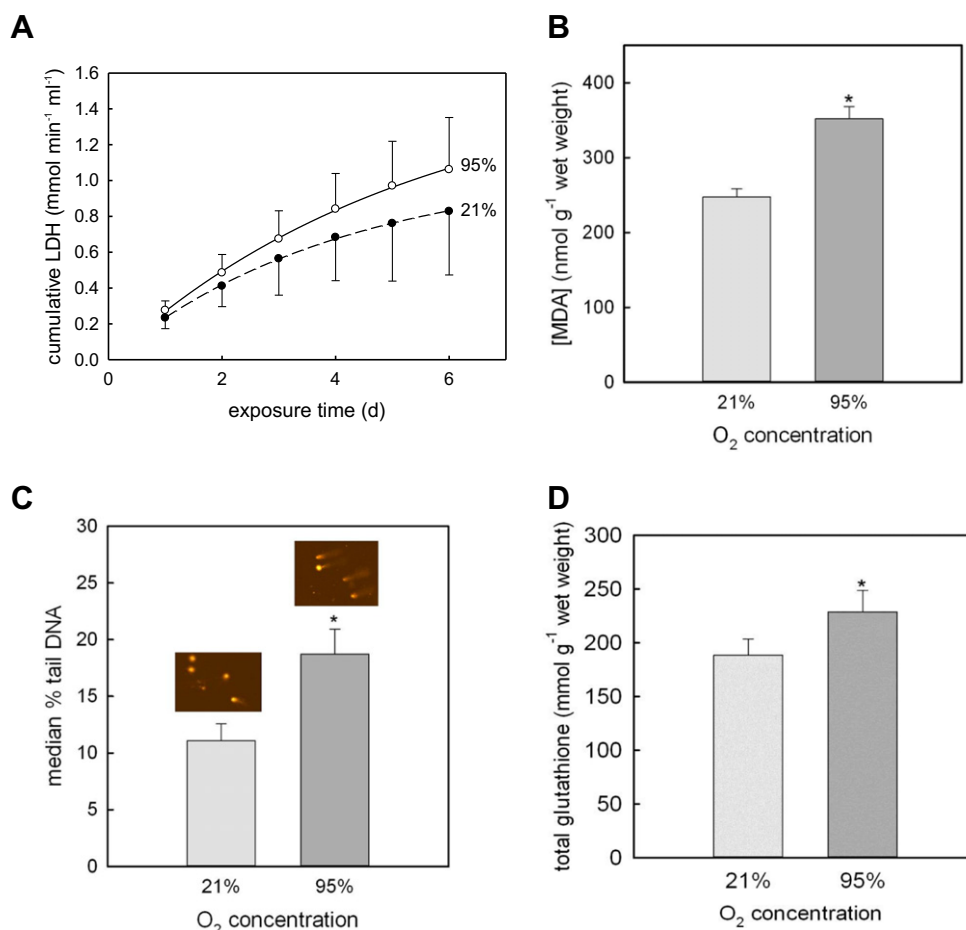 A
cumulative LDH (mmol min⁻¹ ml⁻¹)
1.6
1.4
1.2
1.0
0.8
0.6
0.4
0.2
0.0
95%
21%
0 2 4 6
exposure time (d)
B
[MDA] (nmol g⁻¹ wet weight)
400
300
200
100
0
*
21% 95%
O₂ concentration
C
median % tail DNA
30
25
20
15
10
5
0
*
21% 95%
O₂ concentration
D
total glutathione (mmol g⁻¹ wet weight)
300
250
200
150
100
50
0
*
21% 95%
O₂ concentration